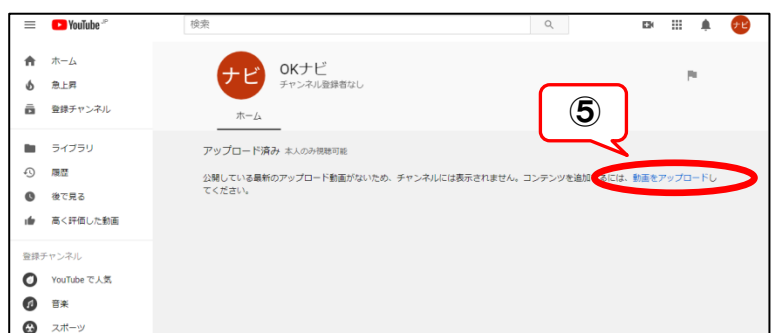 YouTube JP
検索
ナビ
ホーム
急上昇
登録チャンネル
ライブラリ
履歴
後で見る
高く評価した動画
登録チャンネル
YouTube で人気
音楽
スポーツ
ナビ
OKナビ
チャンネル登録者なし
ホーム
⑤
アップロード済み 本人のみ視聴可能
公開している最新のアップロード動画がないため、チャンネルには表示されません。コンテンツを追加するには、動画をアップロードし
てください。